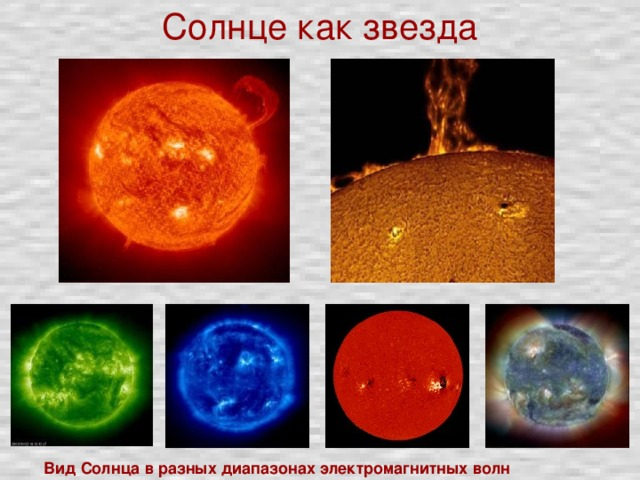 Солнце как звезда
Вид Солнца в разных диапазонах электромагнитных волн